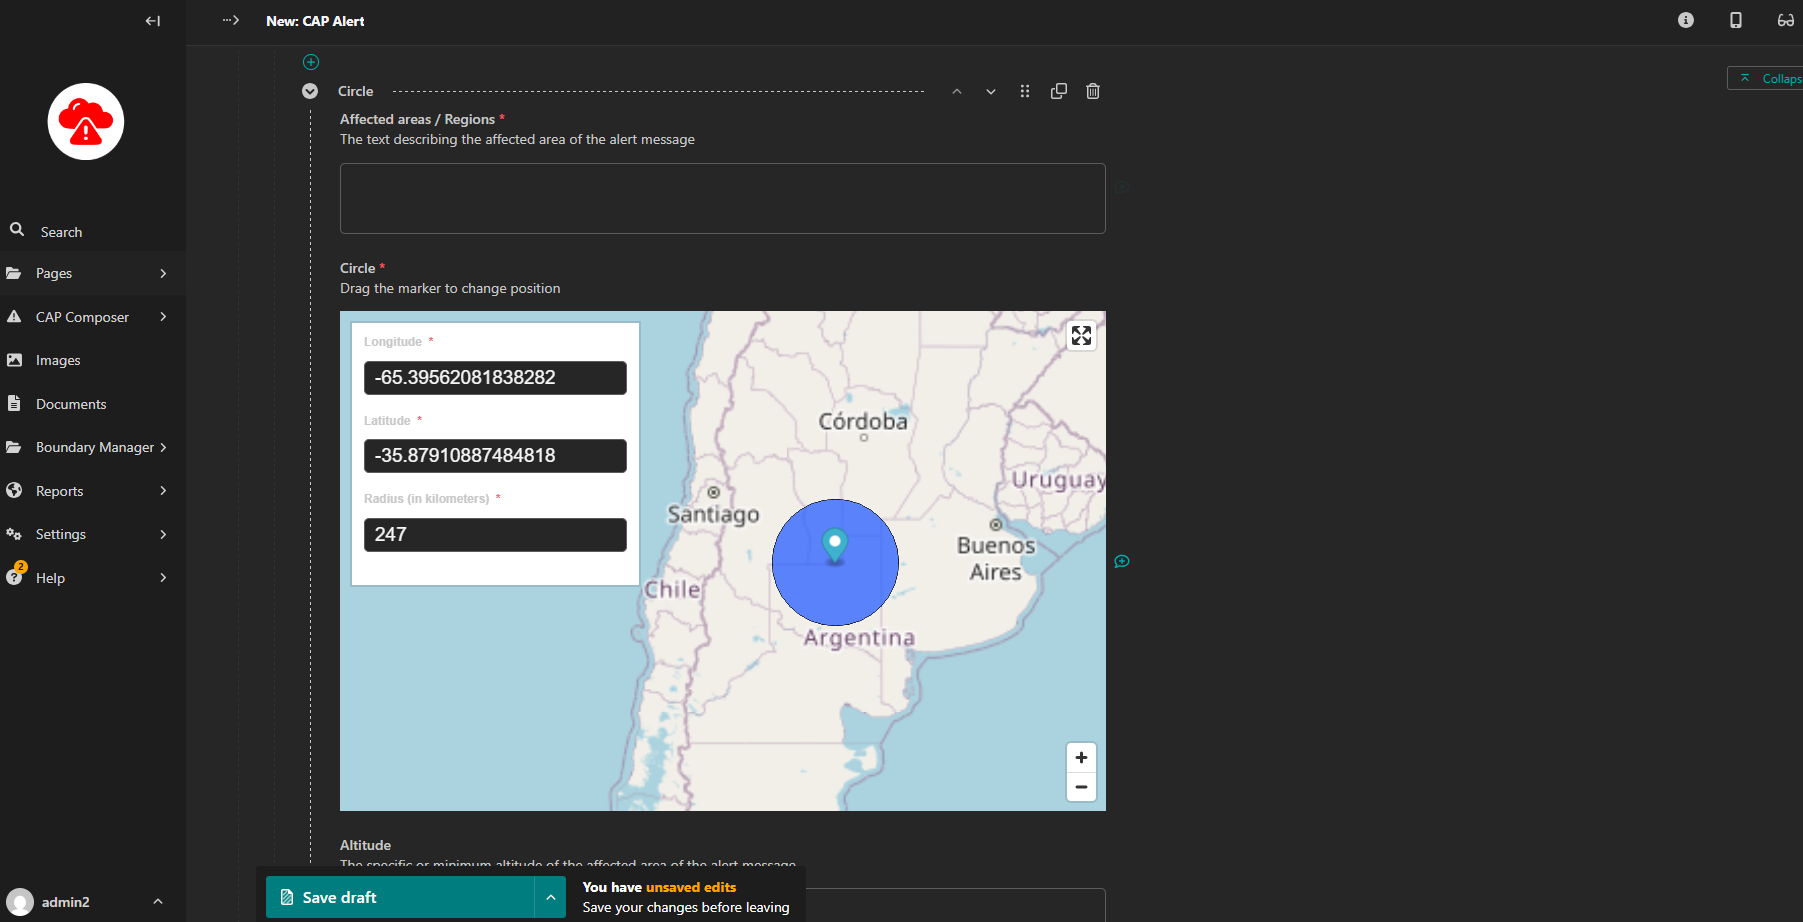 New: CAP Alert
Collaps
Search
Pages
CAP Composer
Images
Documents
Boundary Manager
Reports
Settings
2
Help
admin2
Circle
Affected areas / Regions *
The text describing the affected area of the alert message
Circle *
Drag the marker to change position
Longitude *
-65.39562081838282
Latitude *
-35.87910887484818
Radius (in kilometers) *
247
Córdoba
Uruguay
Santiago
Buenos
Aires
Chile
Argentina
+
−
Altitude
The specific or minimum altitude of the affected area of the alert message
Save draft
You have unsaved edits
Save your changes before leaving